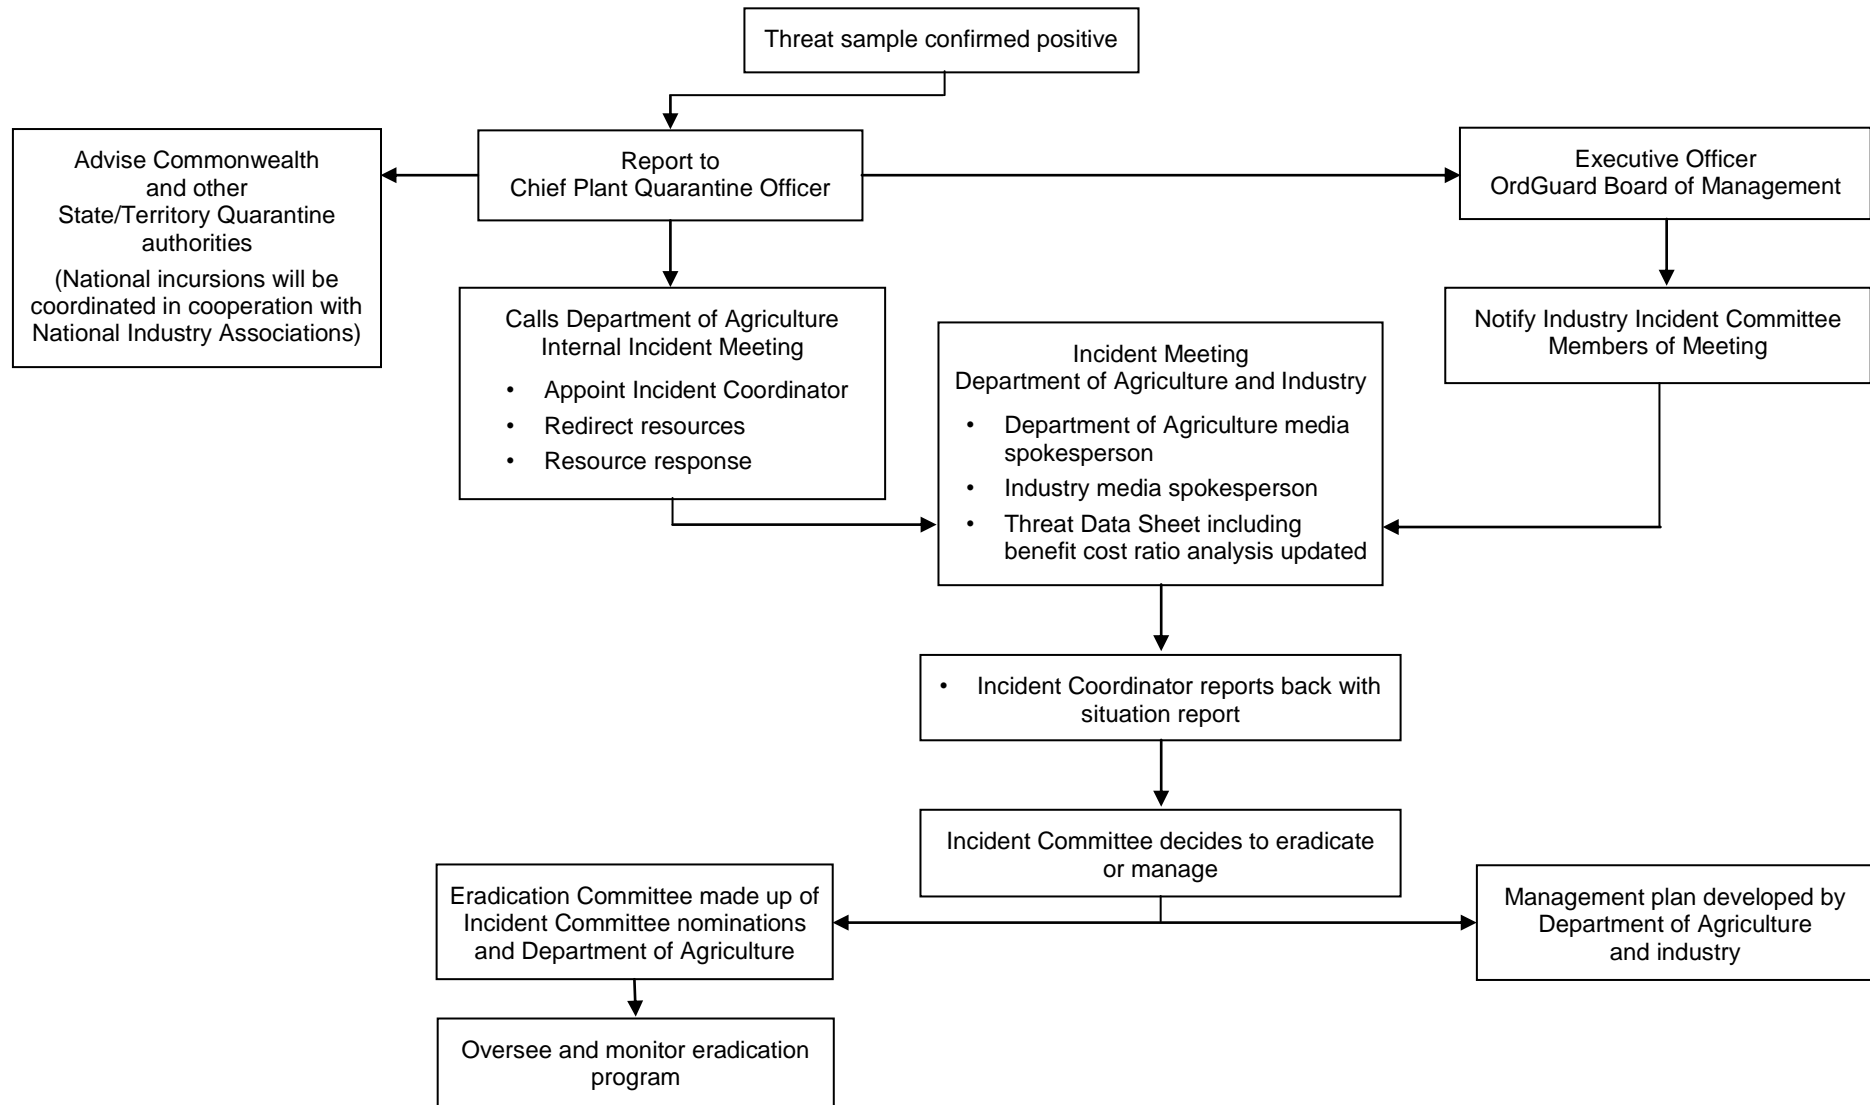 Threat sample confirmed positive
Advise Commonwealth
and other
State/Territory Quarantine
authorities
(National incursions will be
coordinated in cooperation with
National Industry Associations)
Report to
Chief Plant Quarantine Officer
Executive Officer
OrdGuard Board of Management
Calls Department of Agriculture
Internal Incident Meeting
• Appoint Incident Coordinator
• Redirect resources
• Resource response
Notify Industry Incident Committee
Members of Meeting
Incident Meeting
Department of Agriculture and Industry
• Department of Agriculture media
spokesperson
• Industry media spokesperson
• Threat Data Sheet including
benefit cost ratio analysis updated
• Incident Coordinator reports back with
situation report
Incident Committee decides to eradicate
or manage
Eradication Committee made up of
Incident Committee nominations
and Department of Agriculture
Management plan developed by
Department of Agriculture
and industry
Oversee and monitor eradication
program